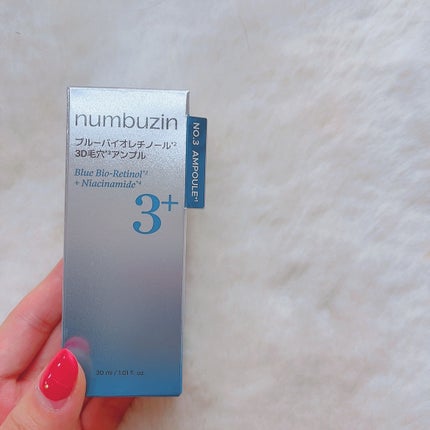 numbuzin
ブルーバイオレチノール*2
3D毛穴*3アンプル
Blue Bio-Retinol*2
+ Niacinamide*4
3+
NO.3 AMPOULE*1
30 ml / 1.01 fl. oz